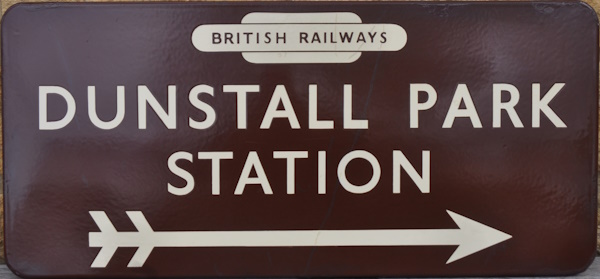 BRITISH RAILWAYS
DUNSTALL PARK
STATION